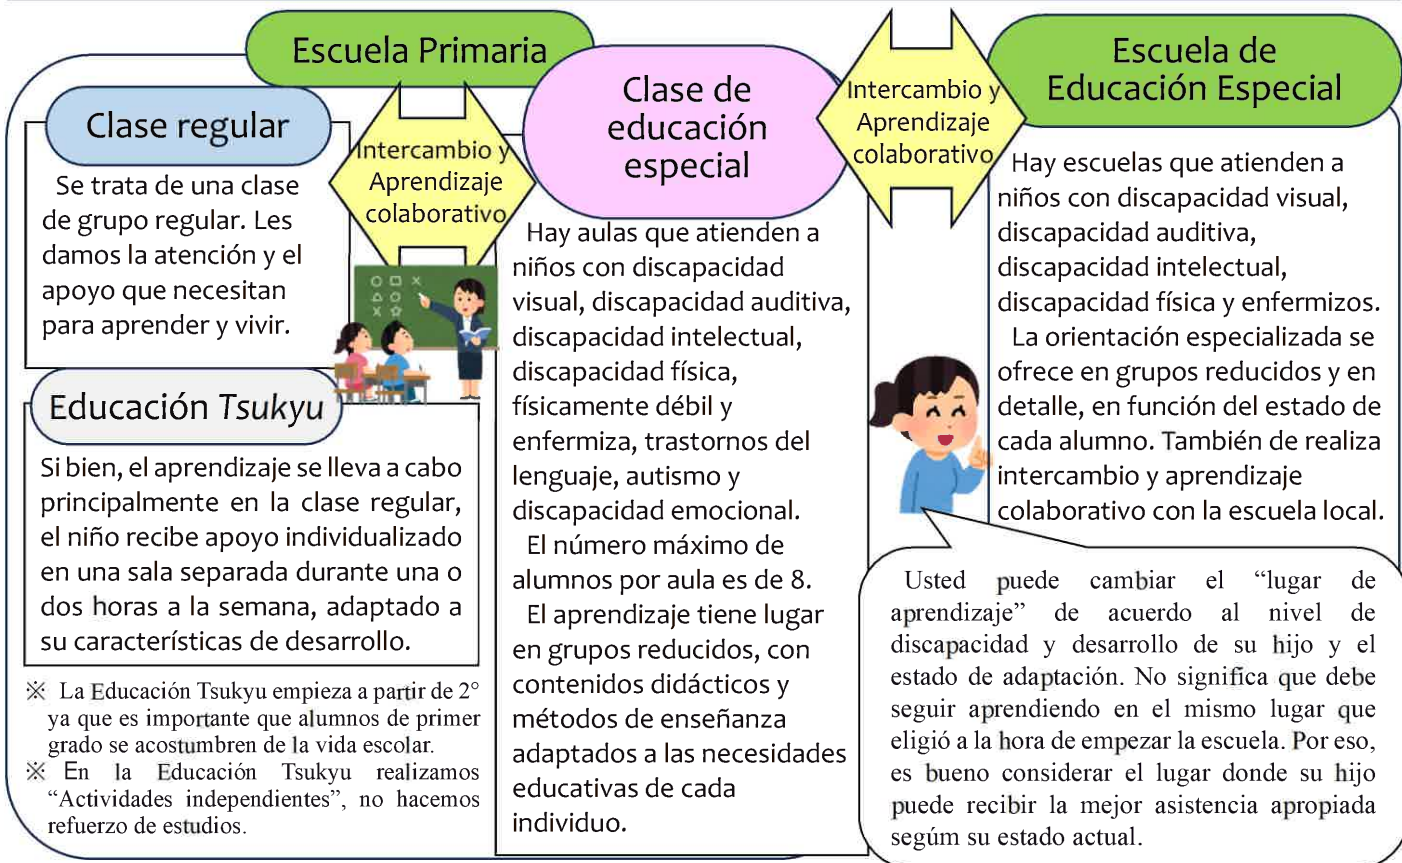 Escuela Primaria
Clase regular
Se trata de una clase
de grupo regular. Les
damos la atención y el
apoyo que necesitan
para aprender y vivir.
Intercambio y
Aprendizaje
colaborativo
Educación Tsukyu
Si bien, el aprendizaje se lleva a cabo
principalmente en la clase regular,
el niño recibe apoyo individualizado
en una sala separada durante una o
dos horas a la semana, adaptado a
su características de desarrollo.
※ La Educación Tsukyu empieza a partir de 2°
ya que es importante que alumnos de primer
grado se acostumbren de la vida escolar.
※ En la Educación Tsukyu realizamos
“Actividades independientes”, no hacemos
refuerzo de estudios.
Clase de
educación
especial
Hay aulas que atienden a
niños con discapacidad
visual, discapacidad auditiva,
discapacidad intelectual,
discapacidad física,
físicamente débil y
enfermiza, trastornos del
lenguaje, autismo y
discapacidad emocional.
El número máximo de
alumnos por aula es de 8.
El aprendizaje tiene lugar
en grupos reducidos, con
contenidos didácticos y
métodos de enseñanza
adaptados a las necesidades
educativas de cada
individuo.
Intercambio y
Aprendizaje
colaborativo
Escuela de
Educación Especial
Hay escuelas que atienden a
niños con discapacidad visual,
discapacidad auditiva,
discapacidad intelectual,
discapacidad física y enfermizos.
La orientación especializada se
ofrece en grupos reducidos y en
detalle, en función del estado de
cada alumno. También de realiza
intercambio y aprendizaje
colaborativo con la escuela local.
Usted puede cambiar el “lugar de
aprendizaje” de acuerdo al nivel de
discapacidad y desarrollo de su hijo y el
estado de adaptación. No significa que debe
seguir aprendiendo en el mismo lugar que
eligió a la hora de empezar la escuela. Por eso,
es bueno considerar el lugar donde su hijo
puede recibir la mejor asistencia apropiada
segúm su estado actual.